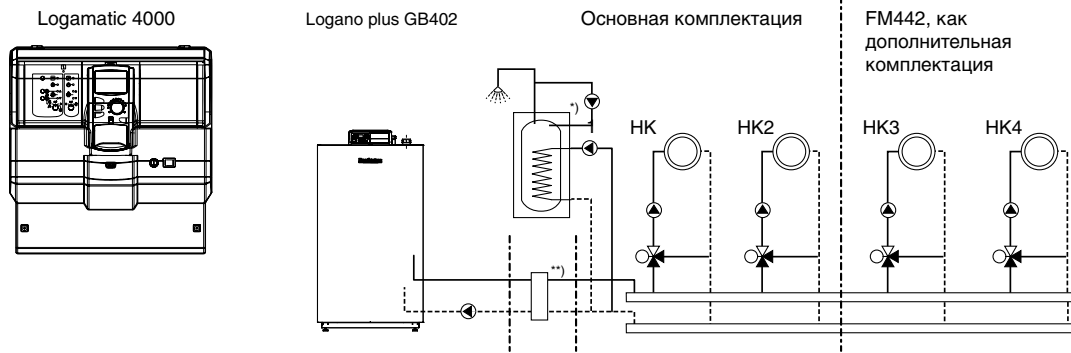 Logamatic 4000
Logano plus GB402
Основная комплектация
FM442, как
дополнительная
комплектация
*)
HK
HK2
HK3
HK4
**)